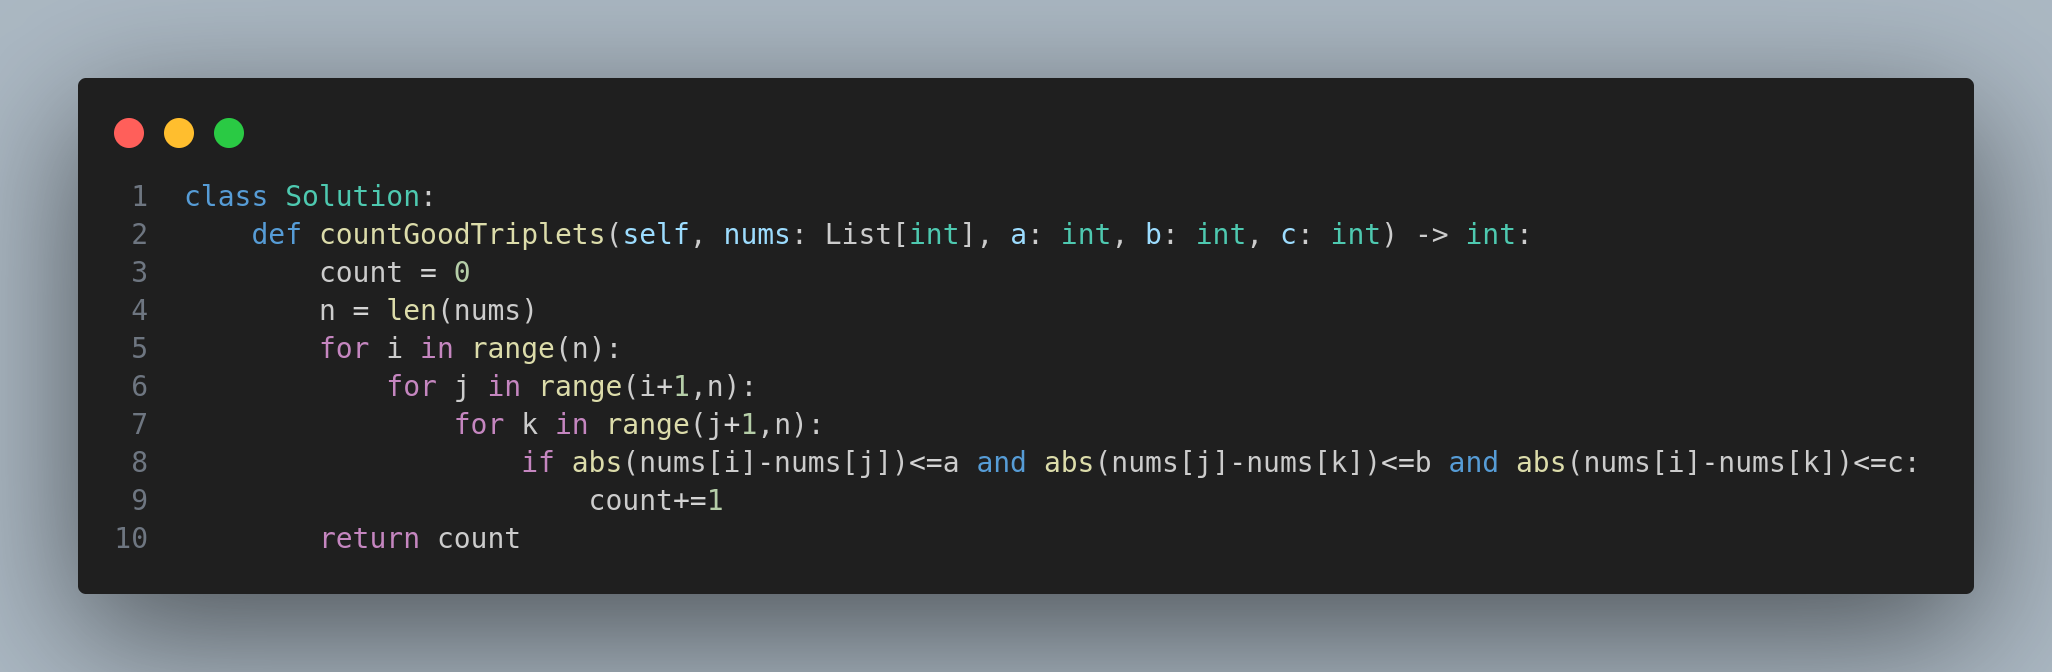 1 class Solution:
2     def countGoodTriplets(self, nums: List[int], a: int, b: int, c: int) -> int:
3         count = 0
4         n = len(nums)
5         for i in range(n):
6             for j in range(i+1,n):
7                 for k in range(j+1,n):
8                     if abs(nums[i]-nums[j])<=a and abs(nums[j]-nums[k])<=b and abs(nums[i]-nums[k])<=c:
9                         count+=1
10         return count